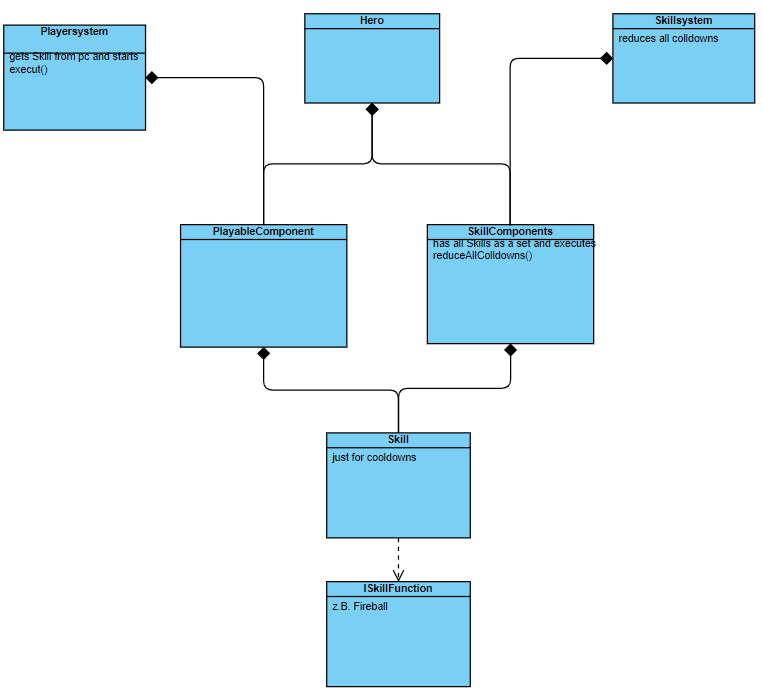 Playersystem
gets Skill from pc and starts
execut()
Hero
Skillsystem
reduces all colldowns
PlayableComponent
SkillComponents
has all Skills as a set and executes
reduceAllColldowns()
Skill
just for cooldowns
ISkillFunction
z.B. Fireball